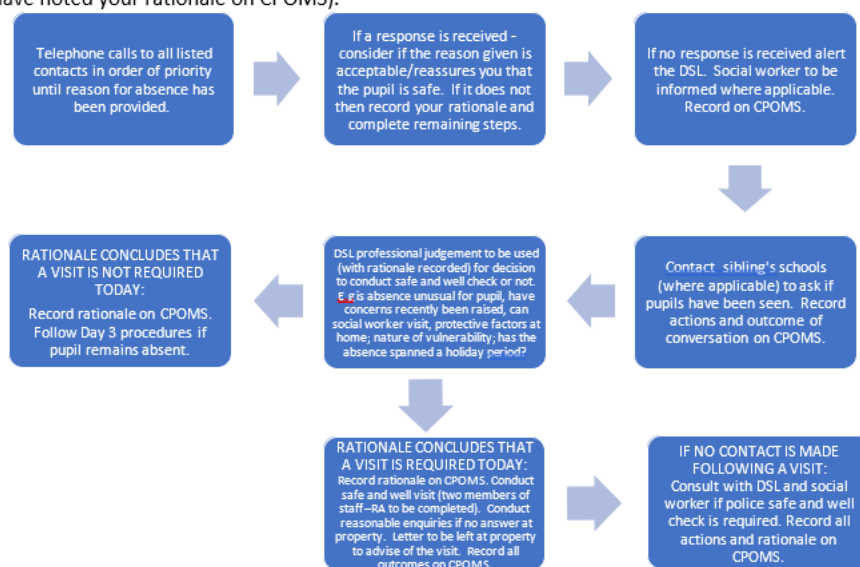 have noted your rationale on CPOMS).
Telephone calls to all listed
contacts in order of priority
until reason for absence has
been provided.
If a response is received -
consider if the reason given is
acceptable/reassures you that
the pupil is safe. If it does not
then record your rationale and
complete remaining steps.
If no response is received alert
the DSL. Social worker to be
informed where applicable.
Record on CPOMS.
Contact sibling's schools
(where applicable) to ask if
pupils have been seen. Record
actions and outcome of
conversation on CPOMS.
DSL professional judgement to be used
(with rationale recorded) for decision
to conduct safe and well check or not.
E g is absence unusual for pupil, have
concerns recently been raised, can
social worker visit, protective factors at
home; nature of vulnerability; has the
absence spanned a holiday period?
RATIONALE CONCLUDES THAT
A VISIT IS NOT REQUIRED
TODAY:
Record rationale on CPOMS.
Follow Day 3 procedures if
pupil remains absent.
RATIONALE CONCLUDES THAT
A VISIT IS REQUIRED TODAY:
Record rationale on CPOMS. Conduct
safe and well visit (two members of
staff–RA to be completed). Conduct
reasonable enquiries if no answer at
property. Letter to be left at property
to advise of the visit. Record all
outcomes on CPOMS
IF NO CONTACT IS MADE
FOLLOWING A VISIT:
Consult with DSL and social
worker if police safe and well
check is required. Record all
actions and rationale on
CPOMS.